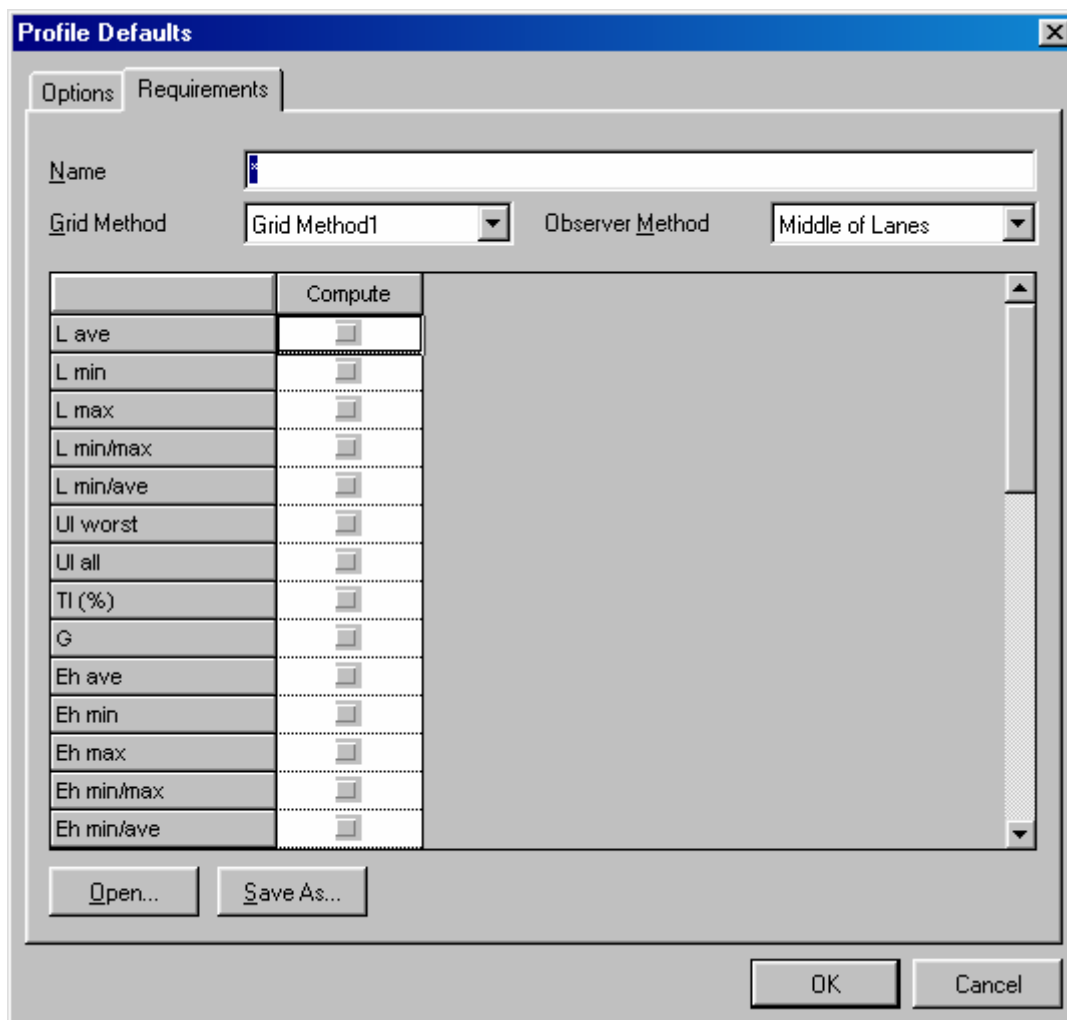 Profile Defaults
Options Requirements
Name *
Grid Method Grid Method1 Observer Method Middle of Lanes
Compute
L ave
L min
L max
L min/max
L min/ave
Ul worst
Ul all
TI (%)
G
Eh ave
Eh min
Eh max
Eh min/max
Eh min/ave
Open... Save As...
OK Cancel